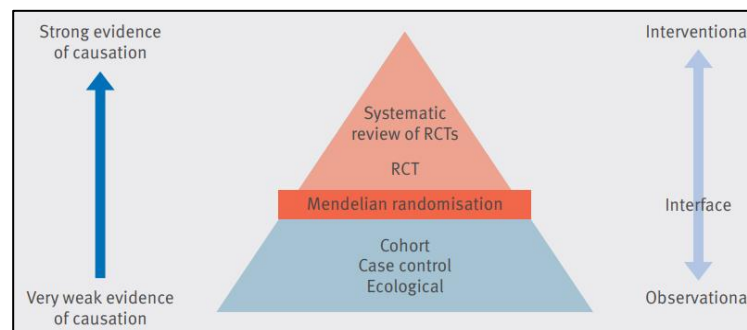 Strong evidence
of causation
Interventiona
Systematic
review of RCTs
RCT
Mendelian randomisation
Interface
Cohort
Case control
Ecological
Very weak evidence
of causation
Observationa